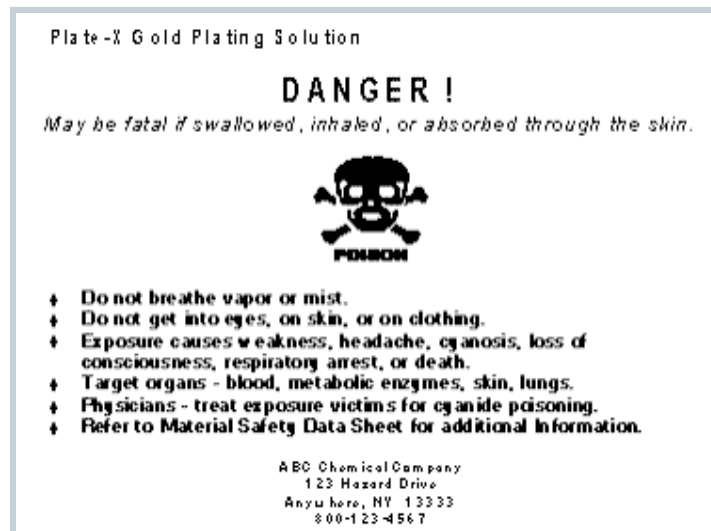 Plate-X Gold Plating Solution
DANGER !
May be fatal if swallowed, inhaled, or absorbed through the skin.
POISON
♦ Do not breathe vapor or mist.
♦ Do not get into eyes, on skin, or on clothing.
♦ Exposure causes weakness, headache, cyanosis, loss of
consciousness, respiratory arrest, or death.
♦ Target organs - blood, metabolic enzymes, skin, lungs.
♦ Physicians - treat exposure victims for cyanide poisoning.
♦ Refer to Material Safety Data Sheet for additional Information.
ABC Chemical Company
123 Hazard Drive
Anywhere, NY 13333
800-123-4567